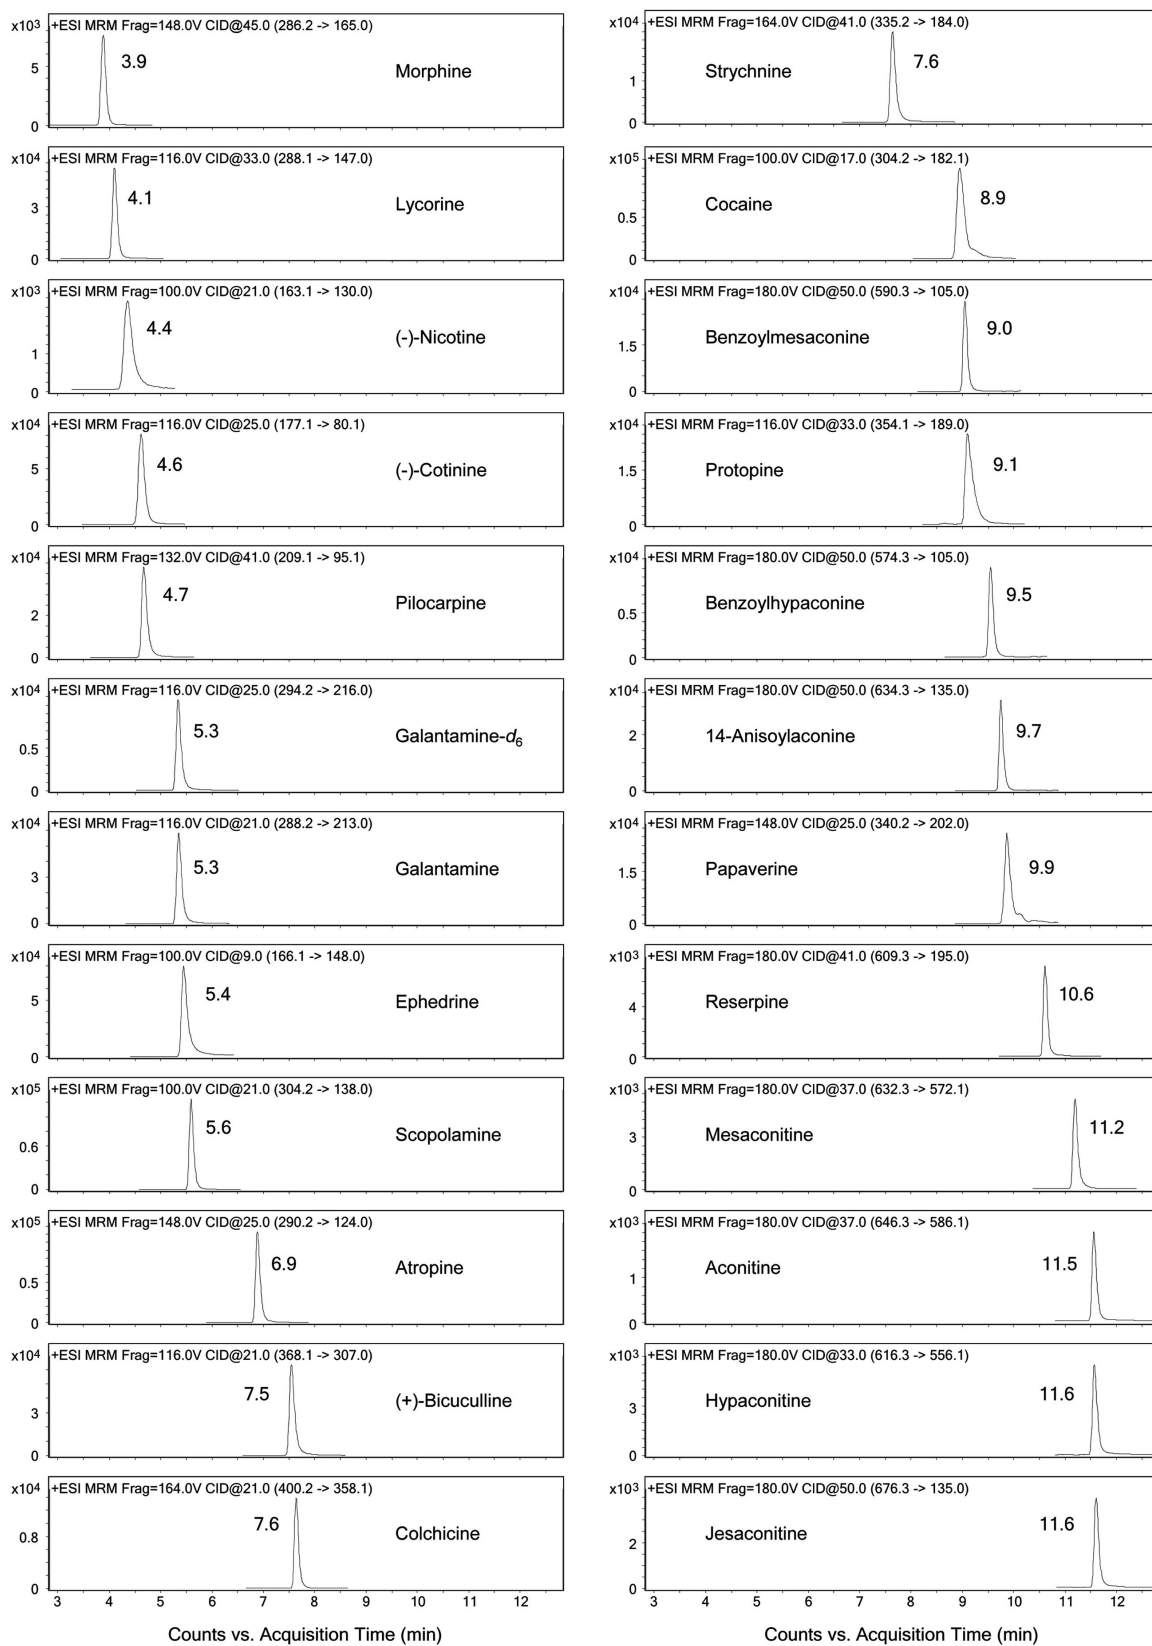 x10³
+ESI MRM Frag=148.0V CID@45.0 (286.2 -> 165.0)
5
3.9
Morphine
0
x10⁴
+ESI MRM Frag=116.0V CID@33.0 (288.1 -> 147.0)
3
4.1
Lycorine
0
x10³
+ESI MRM Frag=100.0V CID@21.0 (163.1 -> 130.0)
1
4.4
(-)-Nicotine
0
x10⁴
+ESI MRM Frag=116.0V CID@25.0 (177.1 -> 80.1)
5
4.6
(-)-Cotinine
0
x10⁴
+ESI MRM Frag=132.0V CID@41.0 (209.1 -> 95.1)
2
4.7
Pilocarpine
0
x10⁴
+ESI MRM Frag=116.0V CID@25.0 (294.2 -> 216.0)
0.5
5.3
Galantamine-d₆
0
x10⁴
+ESI MRM Frag=116.0V CID@21.0 (288.2 -> 213.0)
3
5.3
Galantamine
0
x10⁴
+ESI MRM Frag=100.0V CID@9.0 (166.1 -> 148.0)
5
5.4
Ephedrine
0
x10⁵
+ESI MRM Frag=100.0V CID@21.0 (304.2 -> 138.0)
0.6
5.6
Scopolamine
0
x10⁵
+ESI MRM Frag=148.0V CID@25.0 (290.2 -> 124.0)
0.5
6.9
Atropine
0
x10⁴
+ESI MRM Frag=116.0V CID@21.0 (368.1 -> 307.0)
3
7.5
(+)-Bicuculline
0
x10⁴
+ESI MRM Frag=164.0V CID@21.0 (400.2 -> 358.1)
0.8
7.6
Colchicine
0
3 4 5 6 7 8 9 10 11 12
Counts vs. Acquisition Time (min)
x10⁴
+ESI MRM Frag=164.0V CID@41.0 (335.2 -> 184.0)
1
Strychnine
7.6
0
3 4 5 6 7 8 9 10 11 12
x10⁵
+ESI MRM Frag=100.0V CID@17.0 (304.2 -> 182.1)
0.5
Cocaine
8.9
0
x10⁴
+ESI MRM Frag=180.0V CID@50.0 (590.3 -> 105.0)
1.5
Benzoylmesaconine
9.0
0
x10⁴
+ESI MRM Frag=116.0V CID@33.0 (354.1 -> 189.0)
1.5
Protopine
9.1
0
x10⁴
+ESI MRM Frag=180.0V CID@50.0 (574.3 -> 105.0)
0.5
Benzoylhypaconine
9.5
0
x10⁴
+ESI MRM Frag=180.0V CID@50.0 (634.3 -> 135.0)
2
14-Anisoylaconine
9.7
0
x10⁴
+ESI MRM Frag=148.0V CID@25.0 (340.2 -> 202.0)
1.5
Papaverine
9.9
0
x10³
+ESI MRM Frag=180.0V CID@41.0 (609.3 -> 195.0)
4
Reserpine
10.6
0
x10³
+ESI MRM Frag=180.0V CID@37.0 (632.3 -> 572.1)
3
Mesaconitine
11.2
0
x10³
+ESI MRM Frag=180.0V CID@37.0 (646.3 -> 586.1)
1
Aconitine
11.5
0
x10³
+ESI MRM Frag=180.0V CID@33.0 (616.3 -> 556.1)
3
Hypaconitine
11.6
0
x10³
+ESI MRM Frag=180.0V CID@50.0 (676.3 -> 135.0)
2
Jesaconitine
11.6
0
3 4 5 6 7 8 9 10 11 12
Counts vs. Acquisition Time (min)